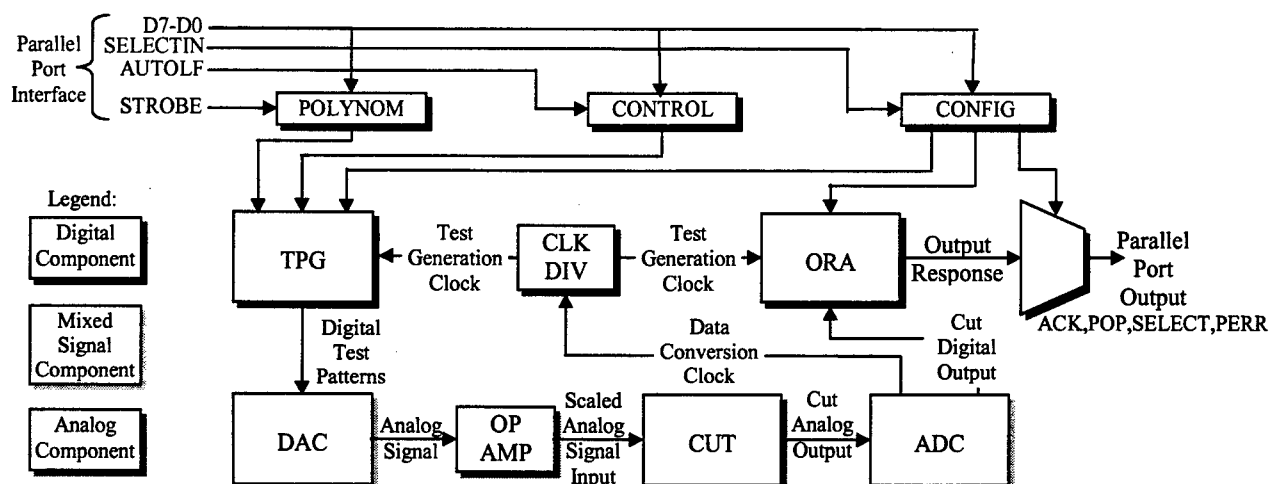 Parallel
Port
Interface
D7-D0
SELECTIN
AUTOLF
STROBE
POLYNOM
CONTROL
CONFIG
Legend:
Digital
Component
Mixed
Signal
Component
Analog
Component
TPG
Test
Generation
Clock
CLK
DIV
Test
Generation
Clock
ORA
Output
Response
Parallel
Port
Output
ACK,POP,SELECT,PERR
Digital
Test
Patterns
Data
Conversion
Clock
Cut
Digital
Output
DAC
Analog
Signal
OP
AMP
Scaled
Analog
Signal
Input
CUT
Cut
Analog
Output
ADC